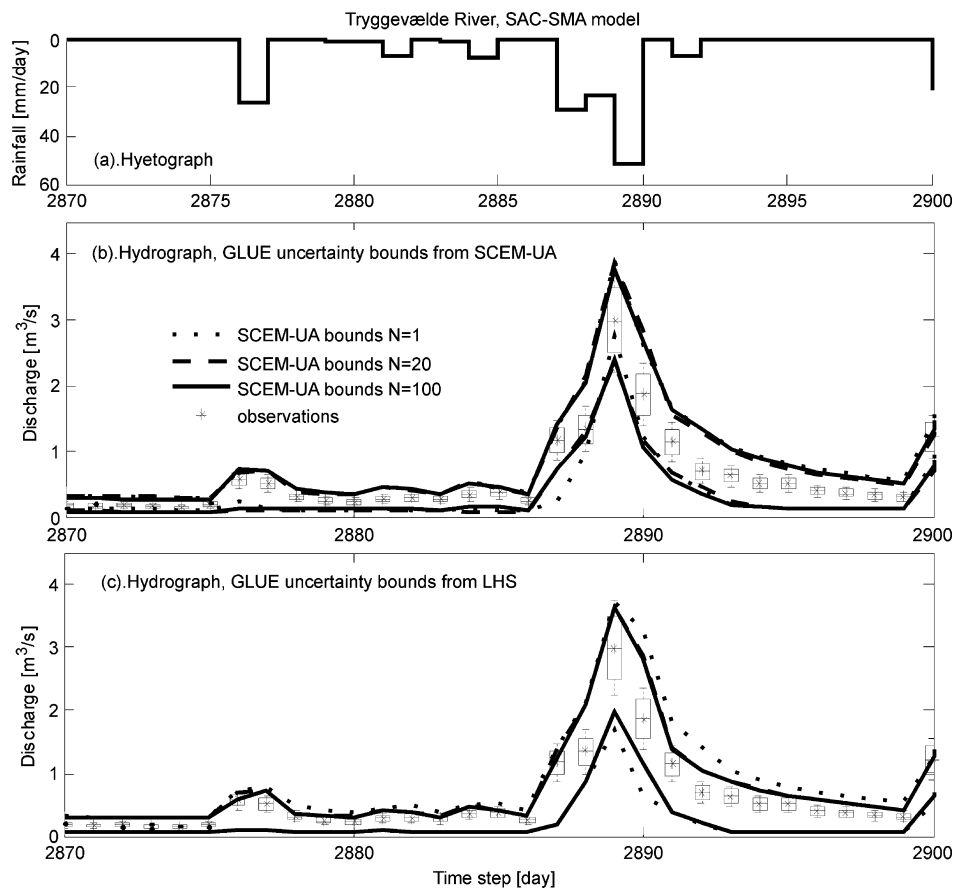 Tryggevælde River, SAC-SMA model
0
20
40
60
Rainfall [mm/day]
(a).Hyetograph
2870 2875 2880 2885 2890 2895 2900
(b).Hydrograph, GLUE uncertainty bounds from SCEM-UA
4
3
2
1
0
Discharge [m³/s]
SCEM-UA bounds N=1
SCEM-UA bounds N=20
SCEM-UA bounds N=100
observations
2870 2880 2890 2900
(c).Hydrograph, GLUE uncertainty bounds from LHS
4
3
2
1
0
Discharge [m³/s]
2870 2880 2890 2900
Time step [day]